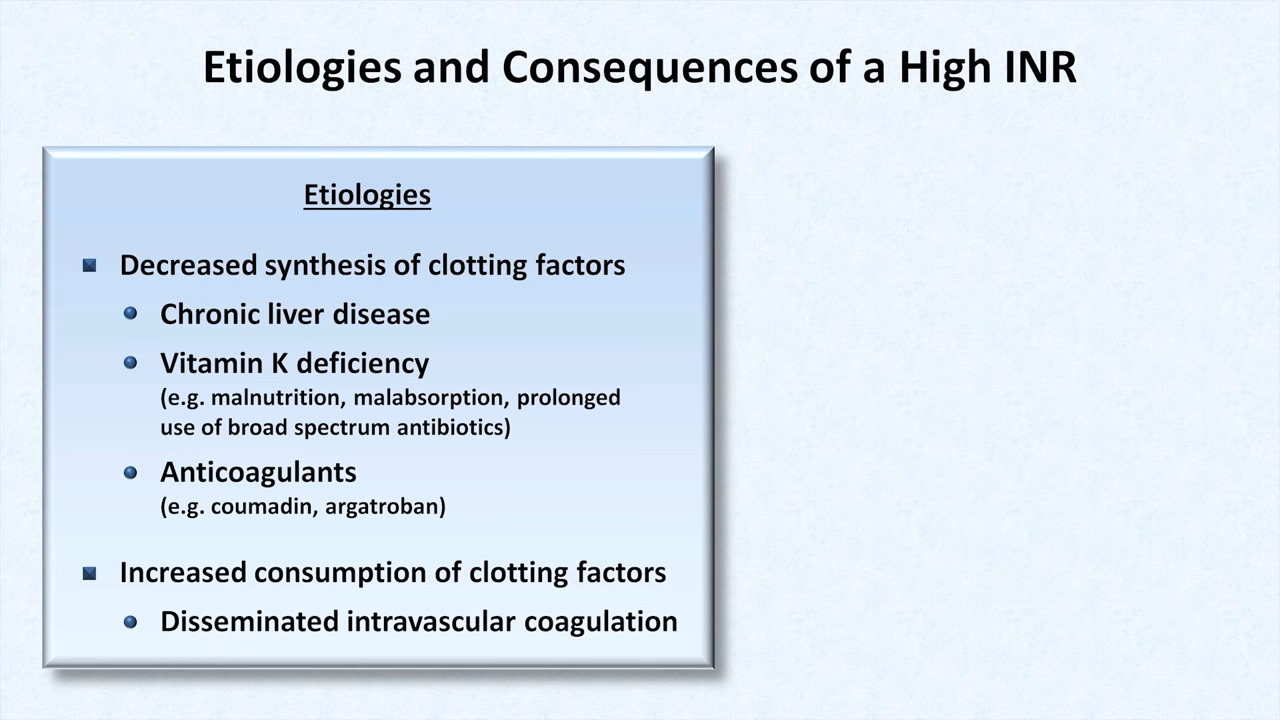 Etiologies and Consequences of a High INR
Etiologies
Decreased synthesis of clotting factors
Chronic liver disease
Vitamin K deficiency
(e.g. malnutrition, malabsorption, prolonged
use of broad spectrum antibiotics)
Anticoagulants
(e.g. coumadin, argatroban)
Increased consumption of clotting factors
Disseminated intravascular coagulation